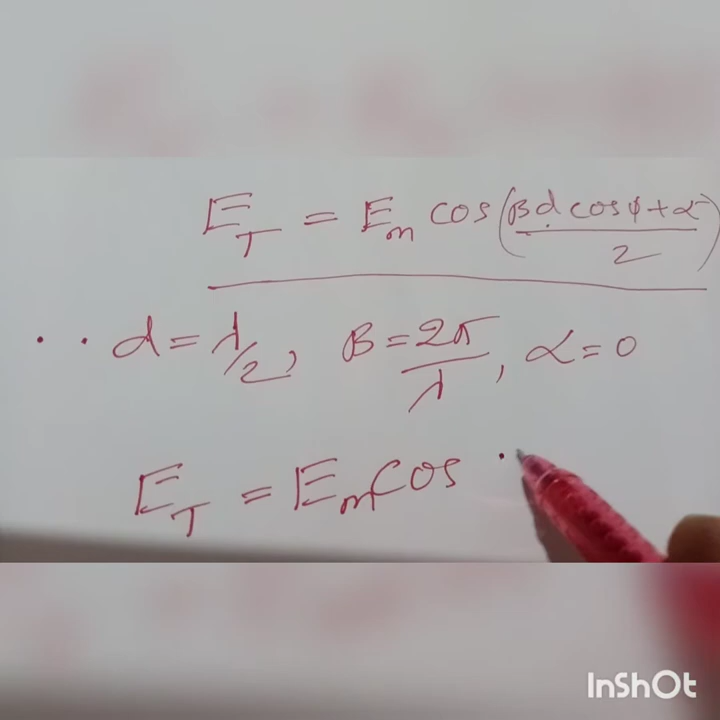 E_T = E_m cos(βd cosφ+α/2)
.. d = λ/2, β = 2π/λ, α = 0
E_T = E_m cos
InShOt